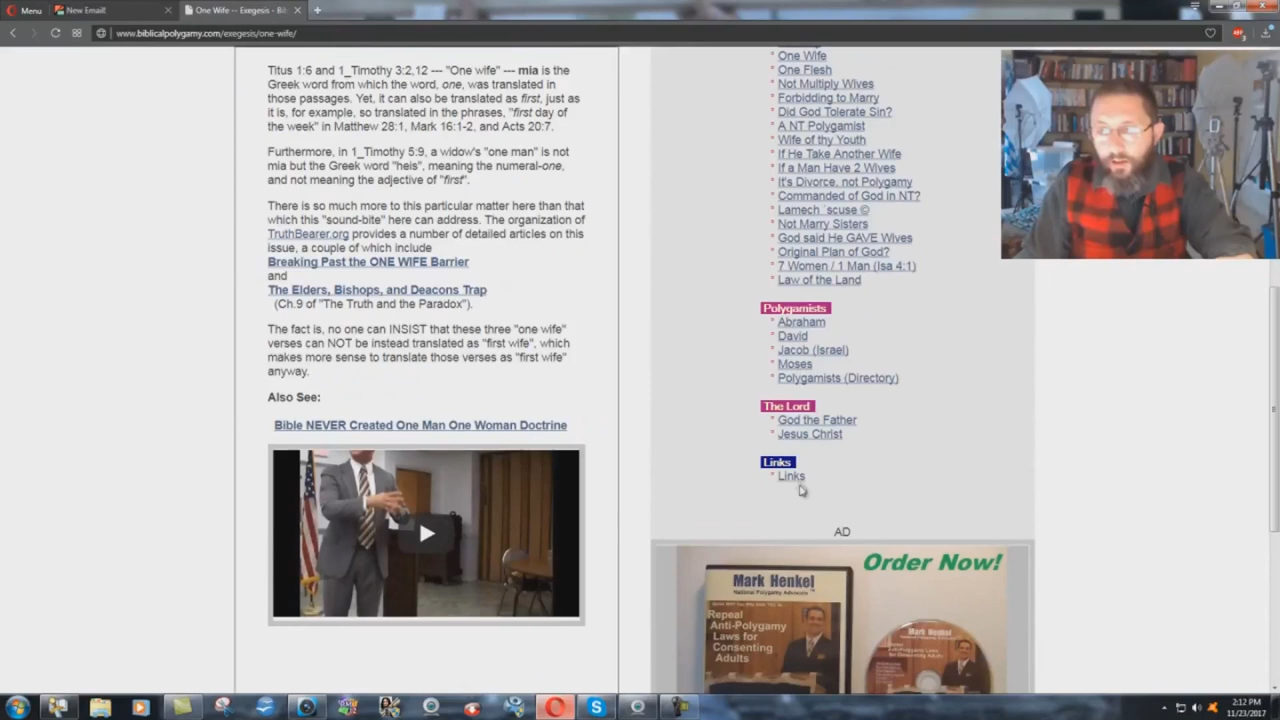 Menu
New Email!
One Wife -- Exegesis - Bib
www.biblicalpolygamy.com/exegesis/one-wife/
Titus 1:6 and 1_Timothy 3:2,12 --- "One wife" --- mia is the
Greek word from which the word, one, was translated in
those passages. Yet, it can also be translated as first, just as
it is, for example, so translated in the phrases, "first day of
the week" in Matthew 28:1, Mark 16:1-2, and Acts 20:7.
Furthermore, in 1_Timothy 5:9, a widow's "one man" is not
mia but the Greek word "heis", meaning the numeral-one,
and not meaning the adjective of "first".
There is so much more to this particular matter here than that
which this "sound-bite" here can address. The organization of
TruthBearer.org provides a number of detailed articles on this
issue, a couple of which include
Breaking Past the ONE WIFE Barrier
and
The Elders, Bishops, and Deacons Trap
(Ch.9 of "The Truth and the Paradox").
The fact is, no one can INSIST that these three "one wife"
verses can NOT be instead translated as "first wife", which
makes more sense to translate those verses as "first wife"
anyway.
Also See:
Bible NEVER Created One Man One Woman Doctrine
* One Wife
* One Flesh
* Not Multiply Wives
* Forbidding to Marry
* Did God Tolerate Sin?
* A NT Polygamist
* Wife of thy Youth
* If He Take Another Wife
* If a Man Have 2 Wives
* It's Divorce, not Polygamy
* Commanded of God in NT?
* Lamech ´scuse ©
* Not Marry Sisters
* God said He GAVE Wives
* Original Plan of God?
* 7 Women / 1 Man (Isa 4:1)
* Law of the Land
Polygamists
* Abraham
* David
* Jacob (Israel)
* Moses
* Polygamists (Directory)
The Lord
* God the Father
* Jesus Christ
Links
* Links
AD
Order Now!
Mark Henkel
National Polygamy Advocate
Repeal
Anti-Polygamy
Laws for
Consenting
Adults
Mark Henkel
2:12 PM
11/23/2017